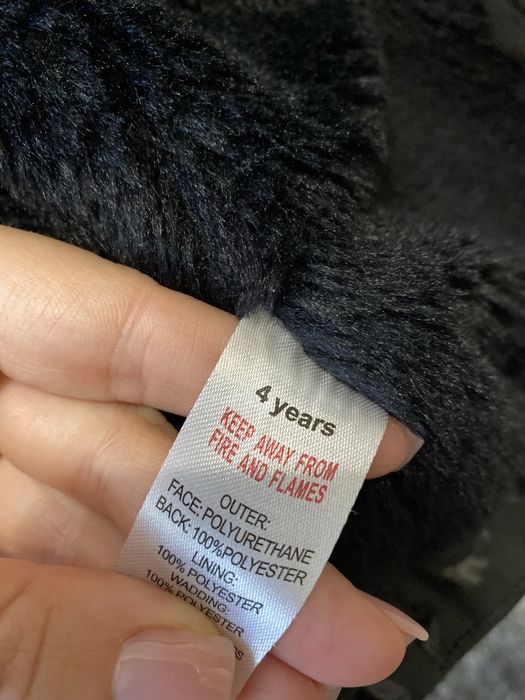 4 years
KEEP AWAY FROM
FIRE AND FLAMES
OUTER:
FACE: POLYURETHANE
BACK: 100%POLYESTER
LINING:
100% POLYESTER
WADDING:
100% POLYESTER